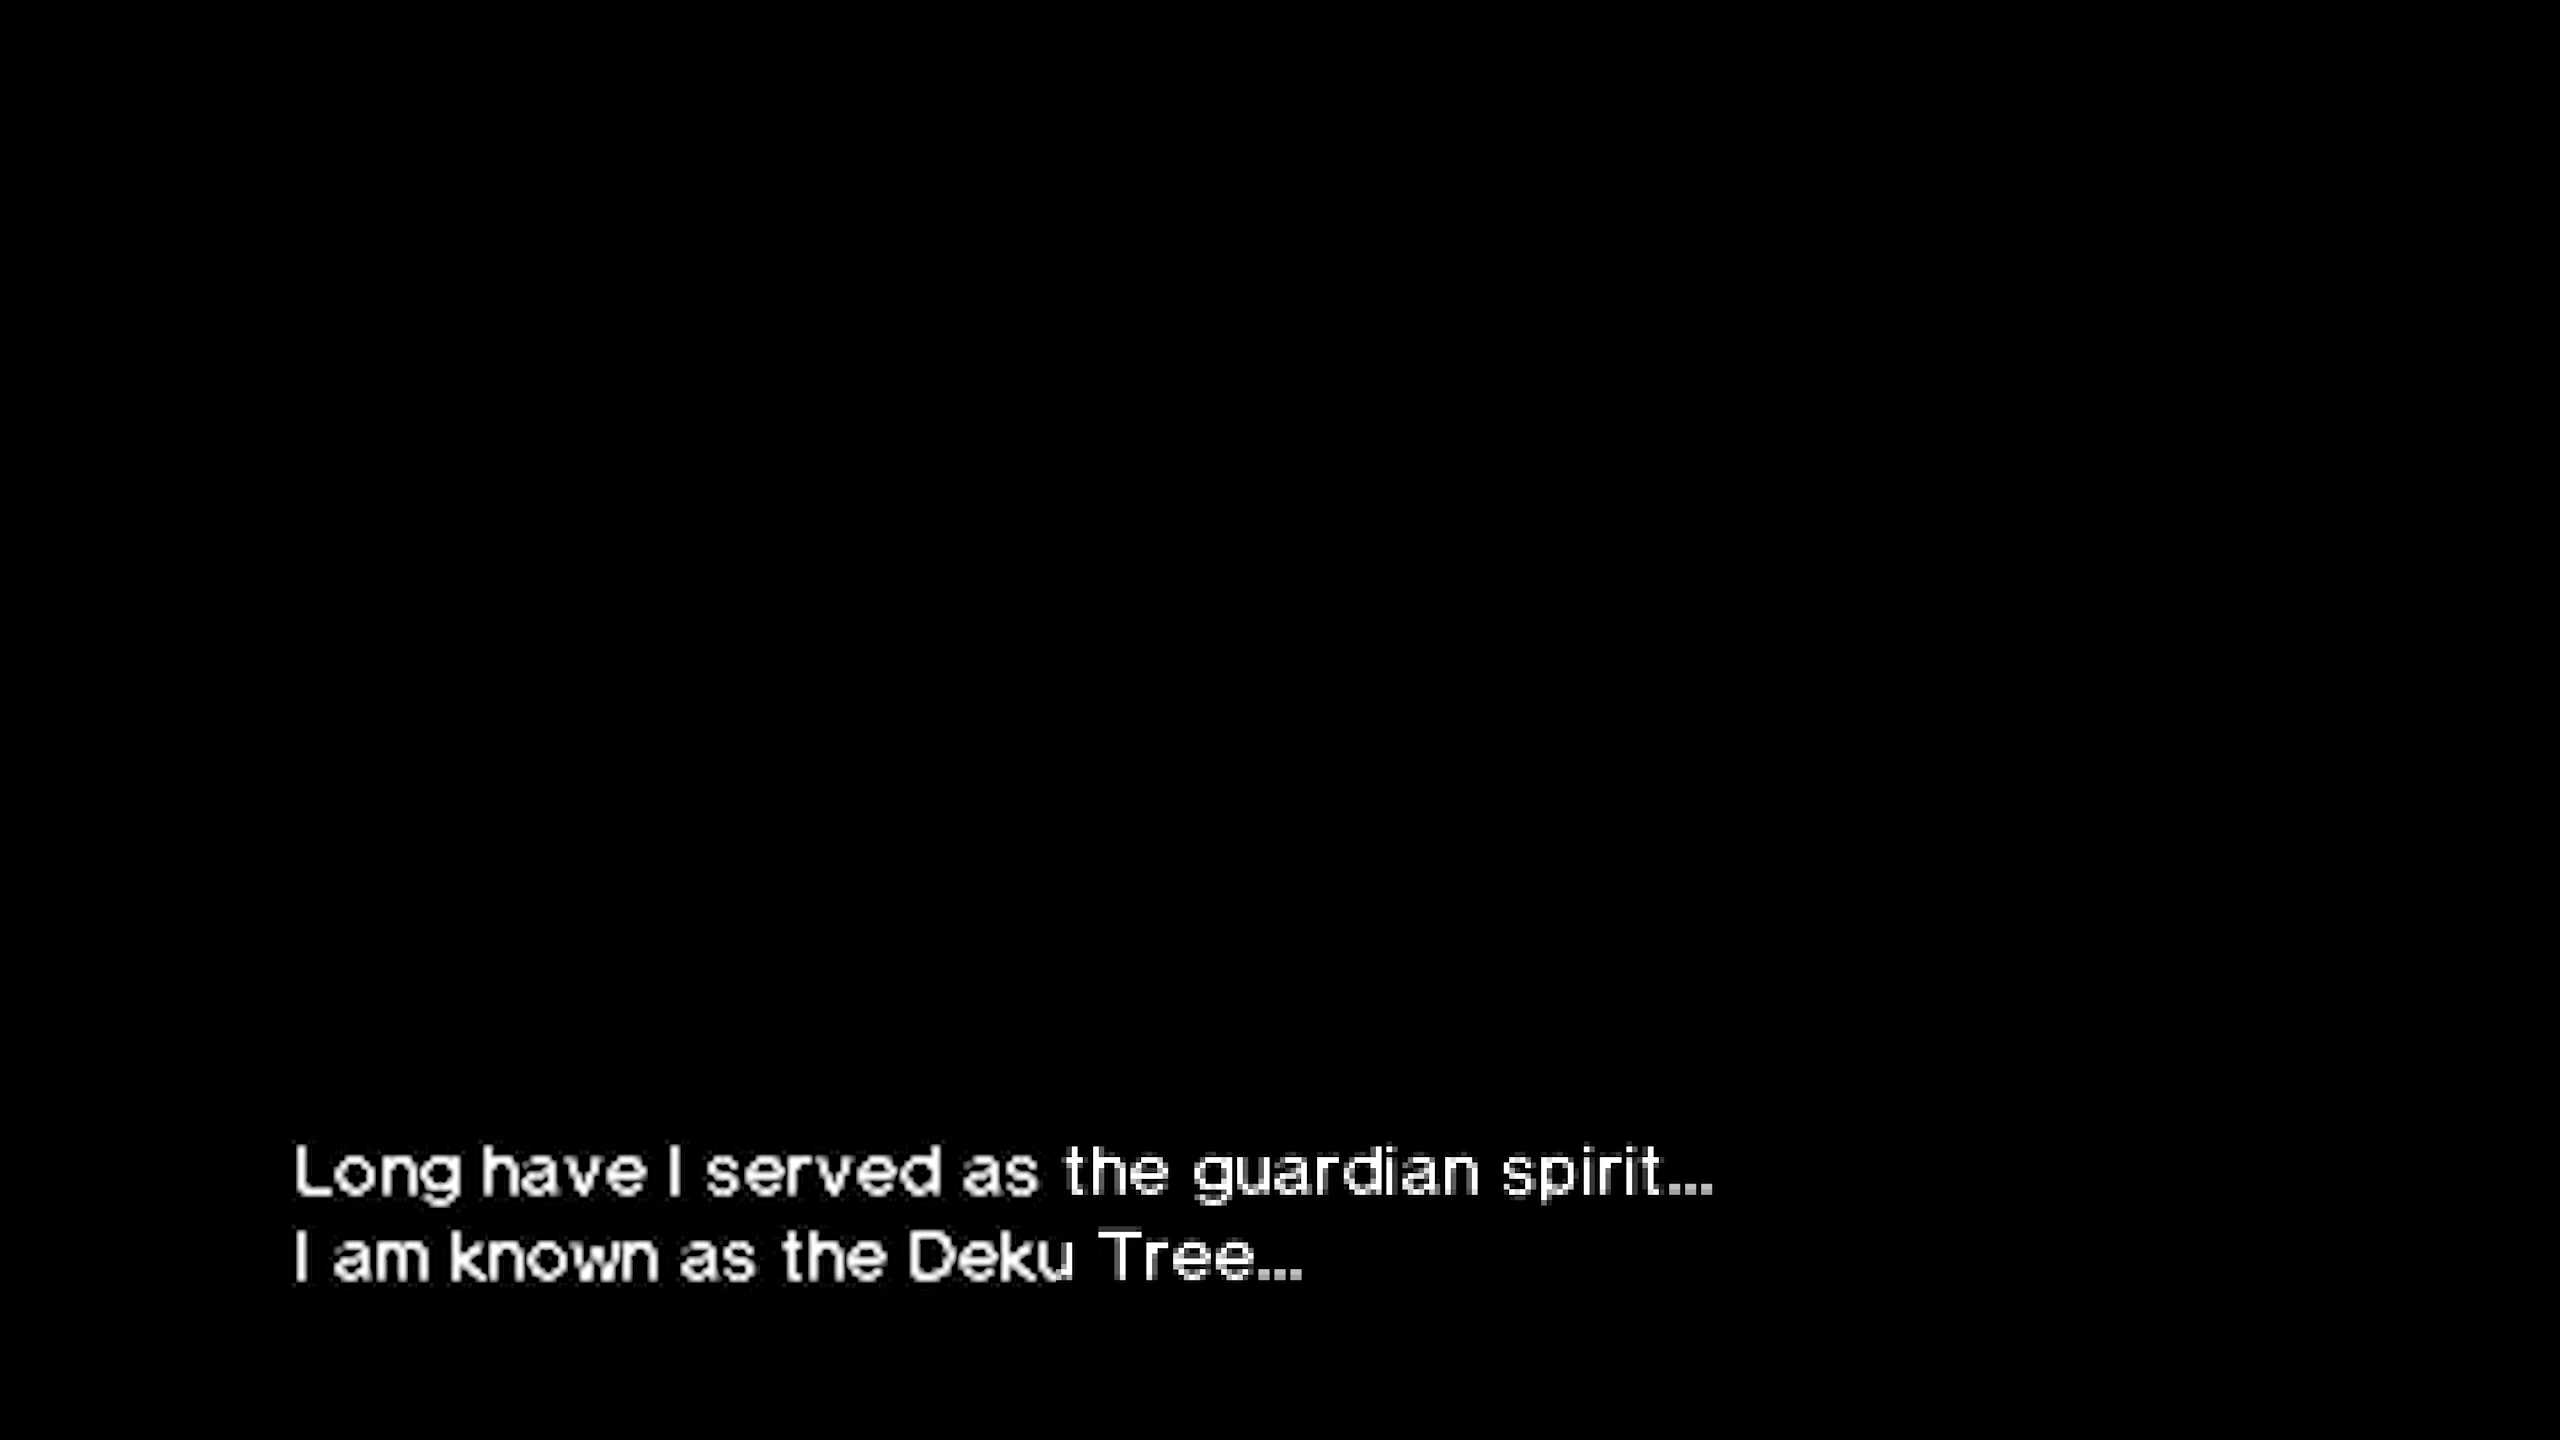 Long have I served as the guardian spirit...
I am known as the Deku Tree...